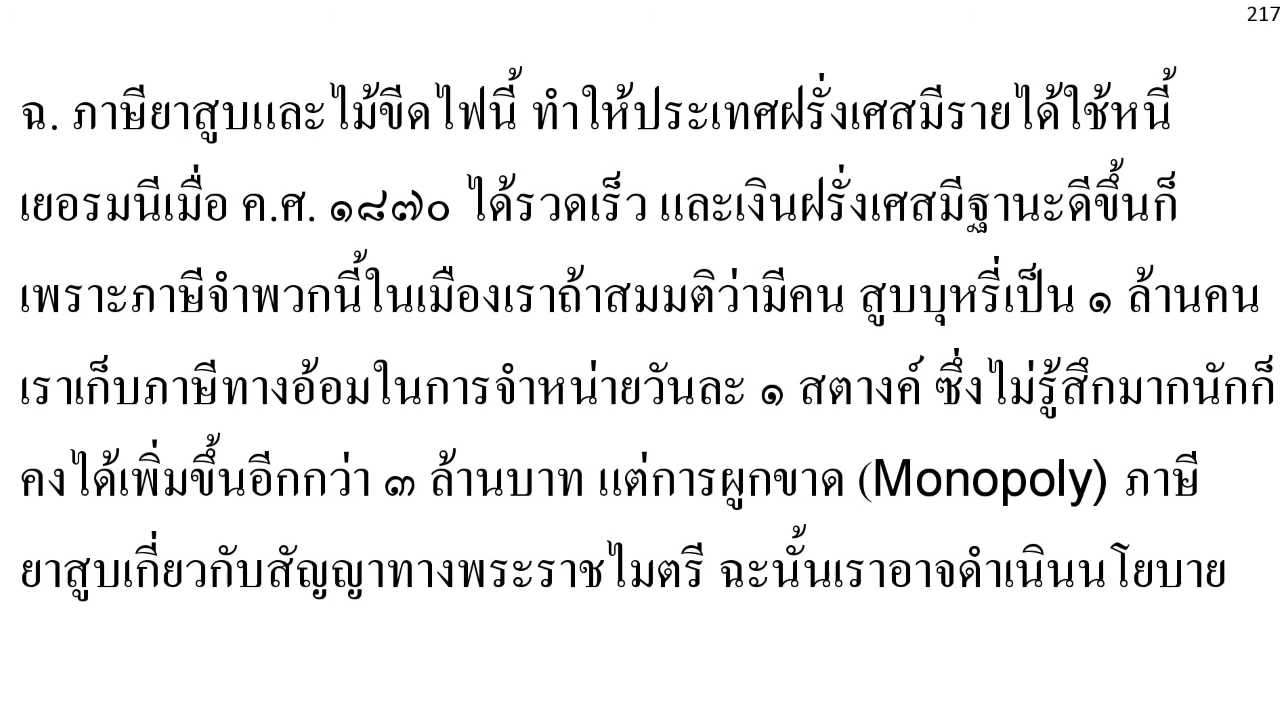 217
ฉ. ภาษียาสูบและไม้ขีดไฟนี้ ทำให้ประเทศฝรั่งเศสมีรายได้ใช้หนี้
เยอรมนีเมื่อ ค.ศ. ๑๘๗๐ ได้รวดเร็ว และเงินฝรั่งเศสมีฐานะดีขึ้นก็
เพราะภาษีจำพวกนี้ในเมืองเราถ้าสมมติว่ามีคน สูบบุหรี่เป็น ๑ ล้านคน
เราเก็บภาษีทางอ้อมในการจำหน่ายวันละ ๑ สตางค์ ซึ่งไม่รู้สึกมากนักก็
คงได้เพิ่มขึ้นอีกกว่า ๓ ล้านบาท แต่การผูกขาด (Monopoly) ภาษี
ยาสูบเกี่ยวกับสัญญาทางพระราชไมตรี ฉะนั้นเราอาจดำเนินนโยบาย